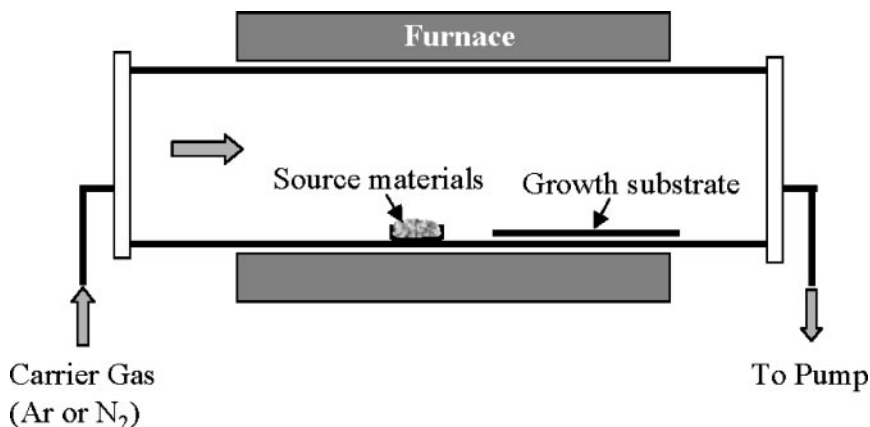 Furnace
Source materials
Growth substrate
Carrier Gas
(Ar or N₂)
To Pump